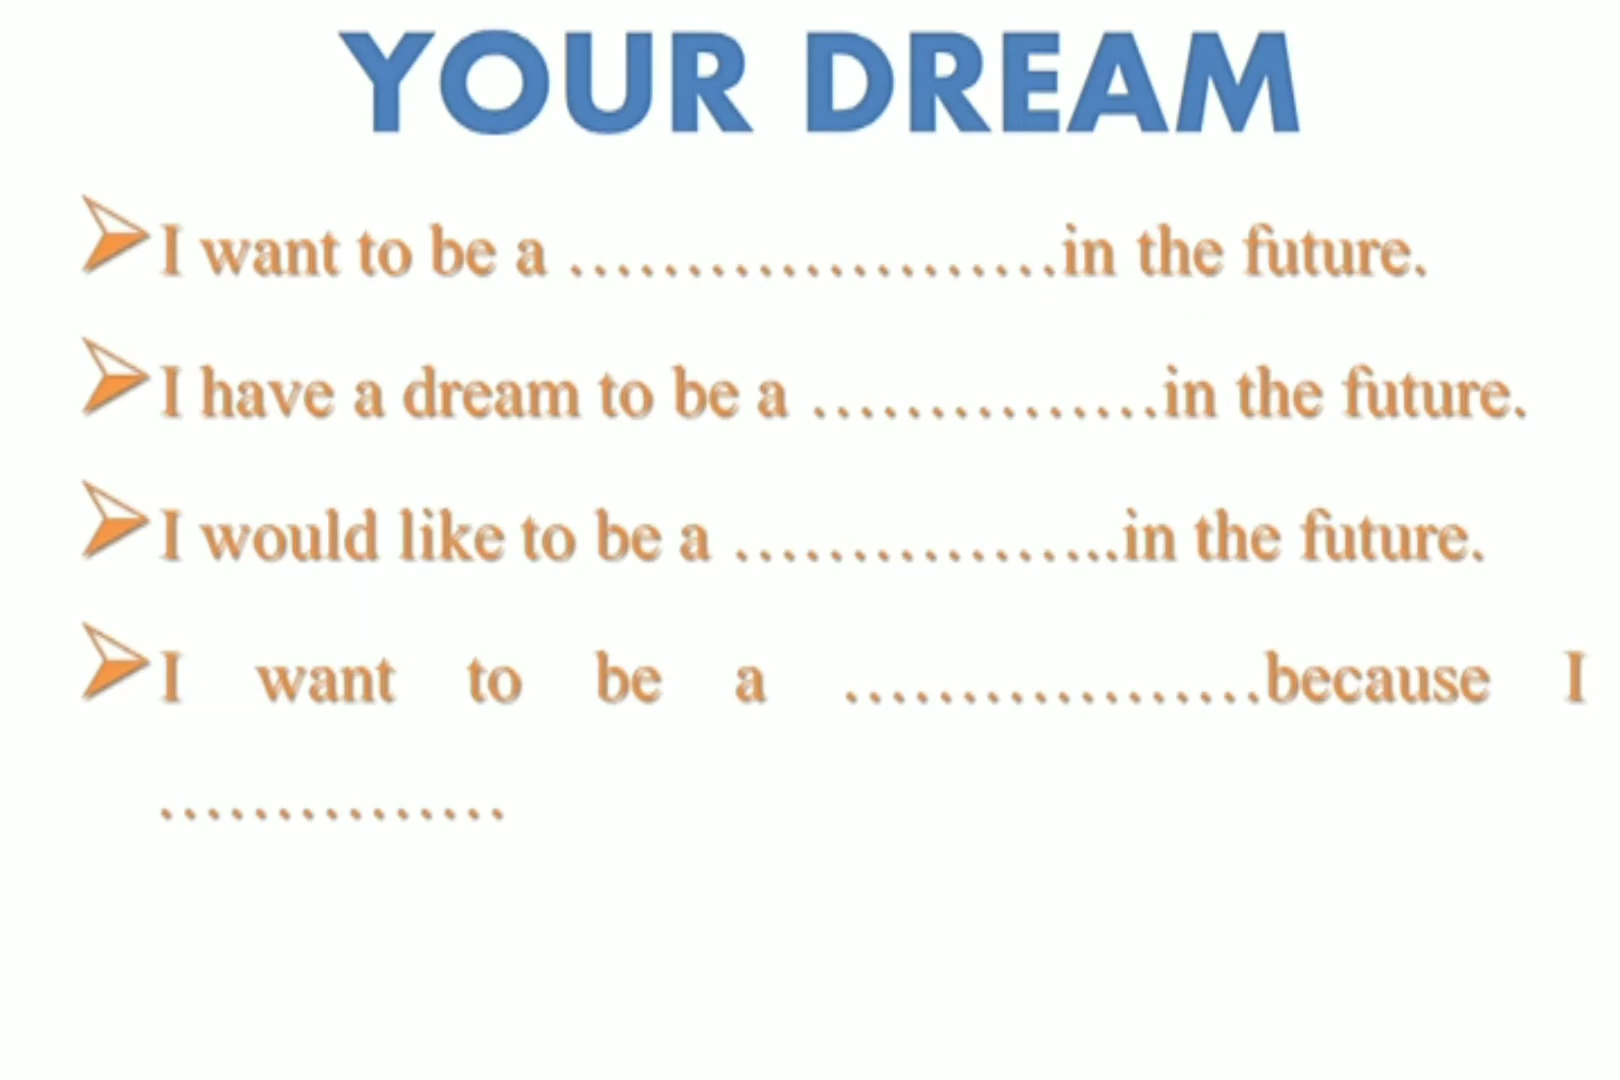 YOUR DREAM
I want to be a …………………in the future.
I have a dream to be a ……………in the future.
I would like to be a ……………..in the future.
I want to be a ………………because I
……………